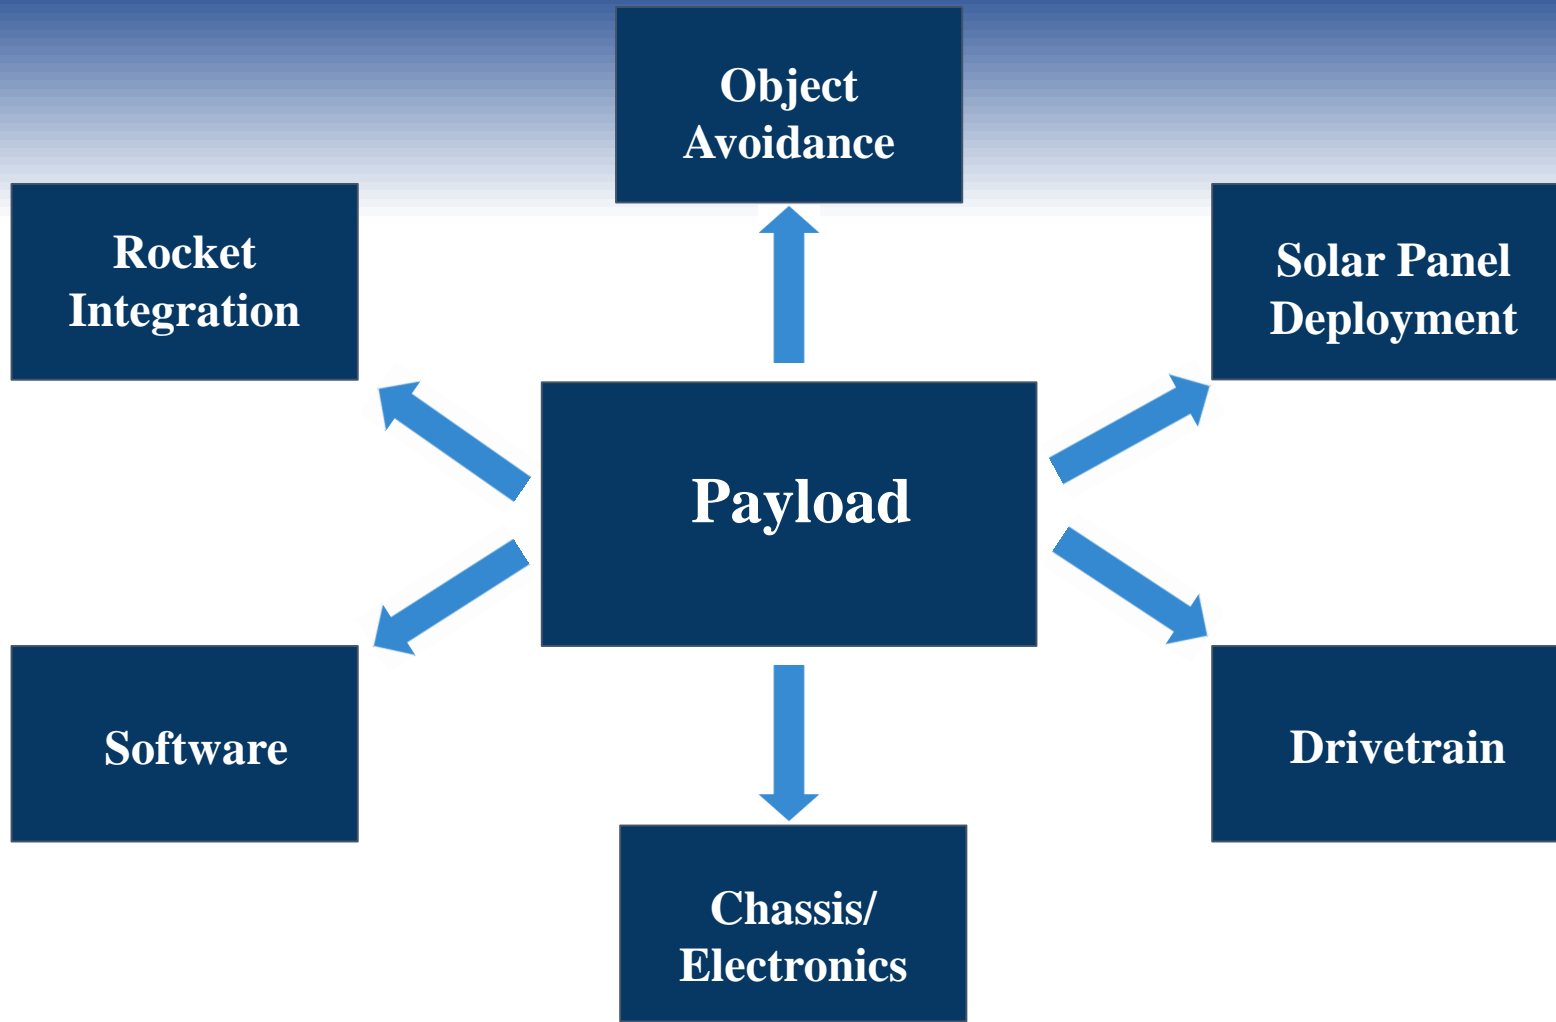 Object
Avoidance
Rocket
Integration
Solar Panel
Deployment
Payload
Software
Drivetrain
Chassis/
Electronics